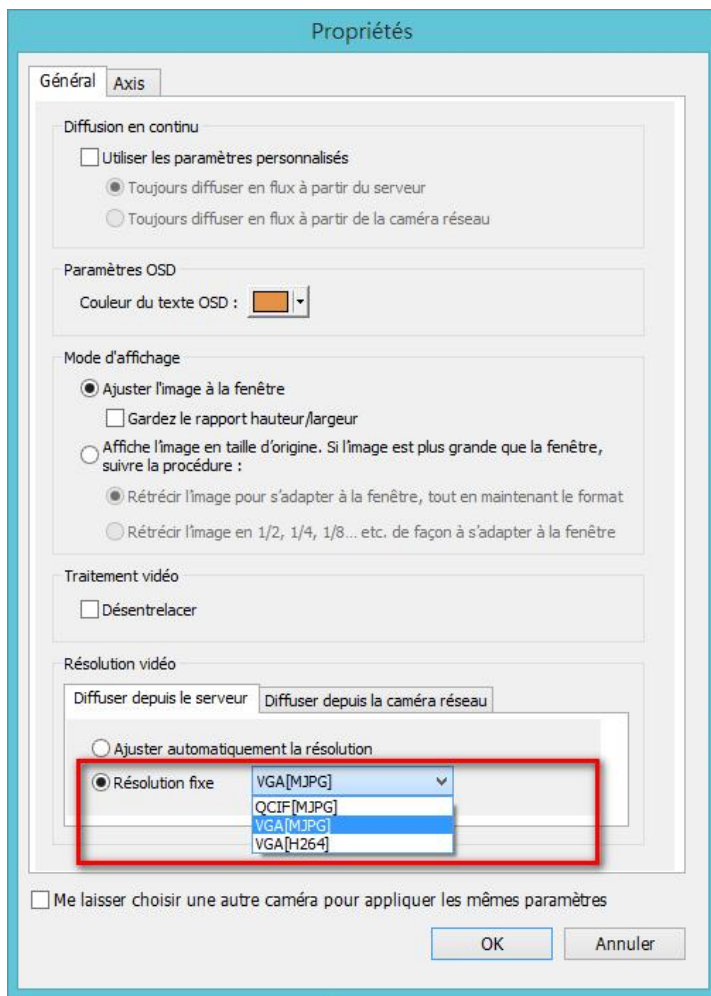 Propriétés
Général Axis
Diffusion en continu
Utiliser les paramètres personnalisés
Toujours diffuser en flux à partir du serveur
Toujours diffuser en flux à partir de la caméra réseau
Paramètres OSD
Couleur du texte OSD :
Mode d'affichage
Ajuster l'image à la fenêtre
Gardez le rapport hauteur/largeur
Affiche l'image en taille d'origine. Si l'image est plus grande que la fenêtre,
suivre la procédure :
Rétrécir l'image pour s'adapter à la fenêtre, tout en maintenant le format
Rétrécir l'image en 1/2, 1/4, 1/8... etc. de façon à s'adapter à la fenêtre
Traitement vidéo
Désentrelacer
Résolution vidéo
Diffuser depuis le serveur Diffuser depuis la caméra réseau
Ajuster automatiquement la résolution
Résolution fixe VGA[MJPG]
QCIF[MJPG]
VGA[MJPG]
VGA[H264]
Me laisser choisir une autre caméra pour appliquer les mêmes paramètres
OK Annuler